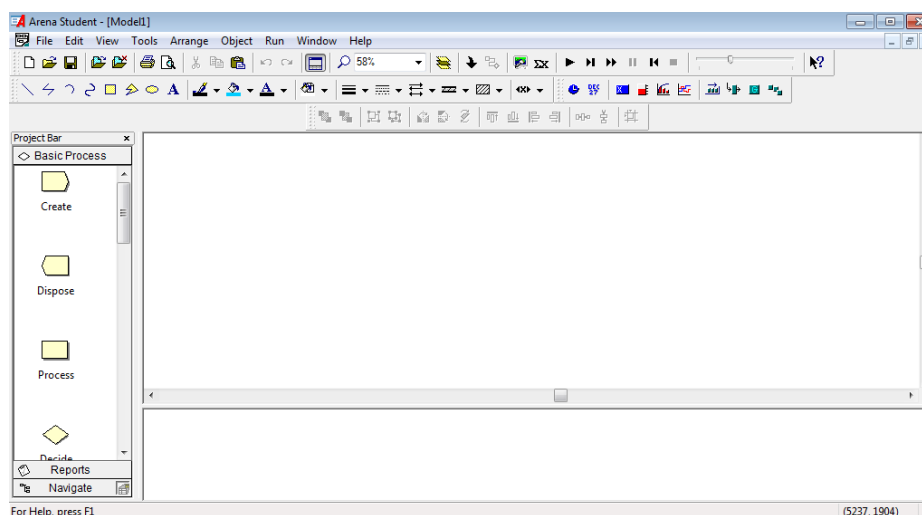 Arena Student - [Model1]
File Edit View Tools Arrange Object Run Window Help
58%
Project Bar
Basic Process
Create
Dispose
Process
Decide
Reports
Navigate
For Help, press F1
(5237, 1904)